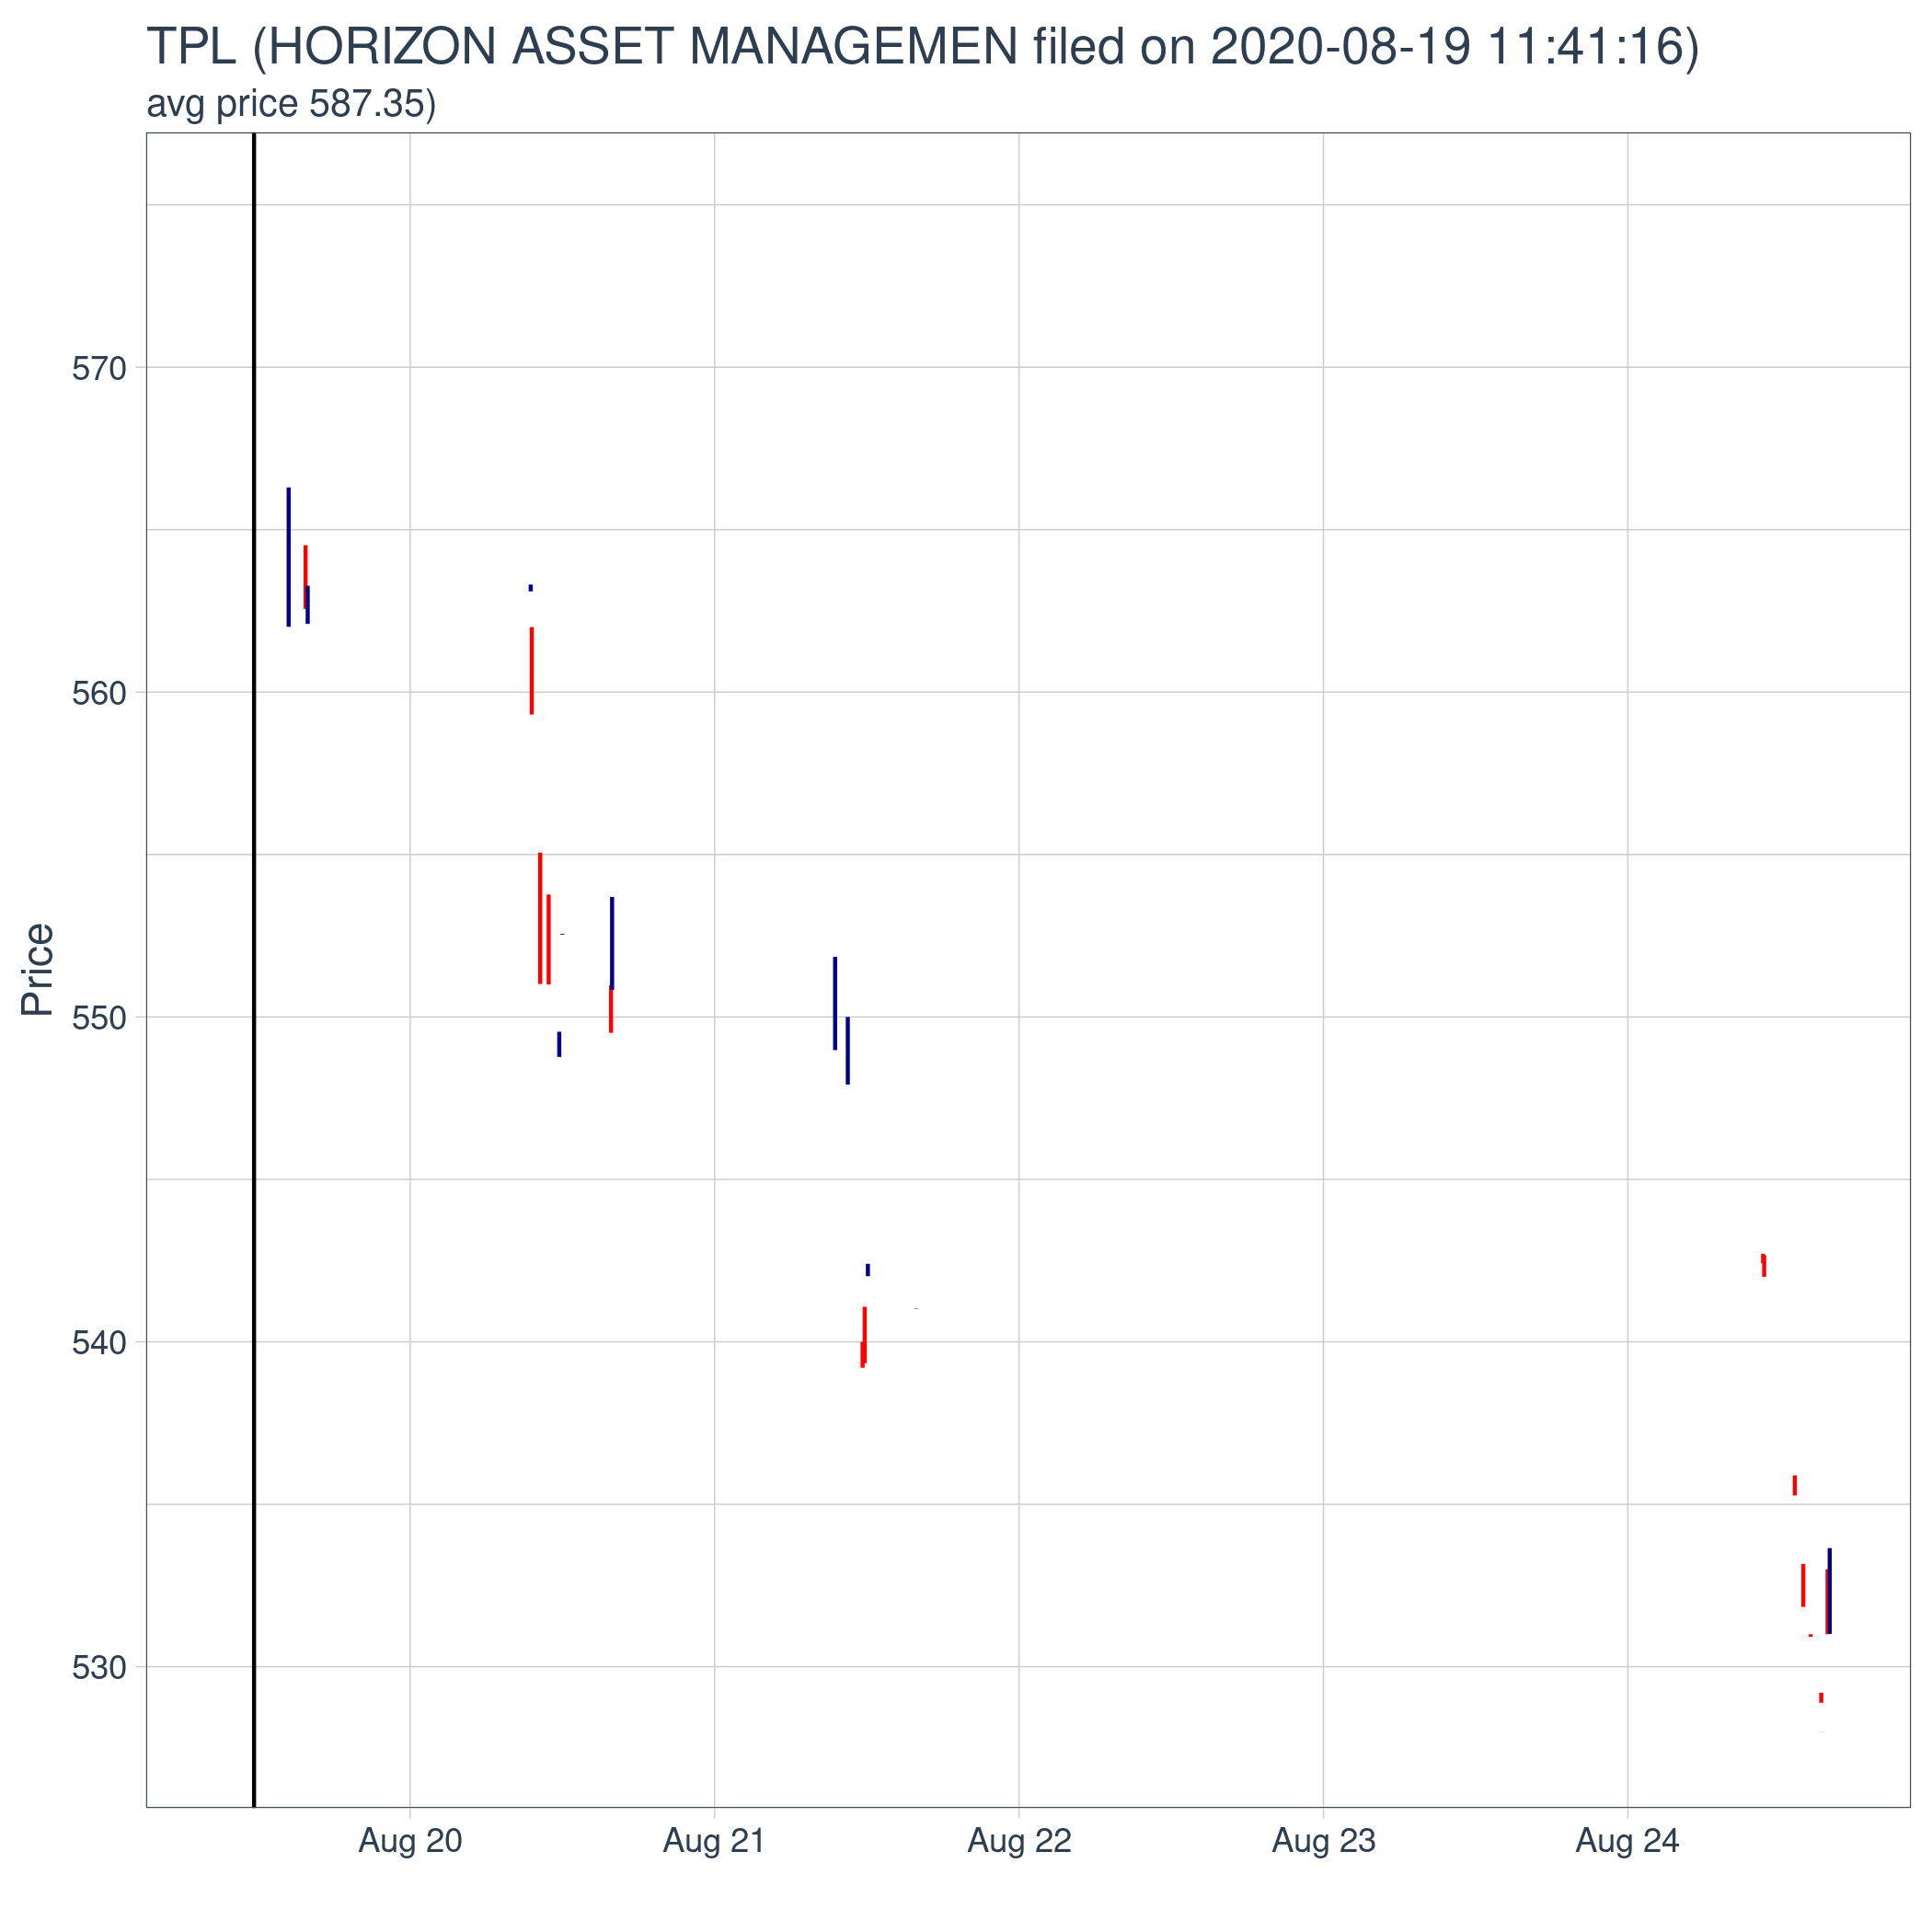 TPL (HORIZON ASSET MANAGEMEN filed on 2020-08-19 11:41:16)
avg price 587.35)
Price
570
560
550
540
530
Aug 20 Aug 21 Aug 22 Aug 23 Aug 24